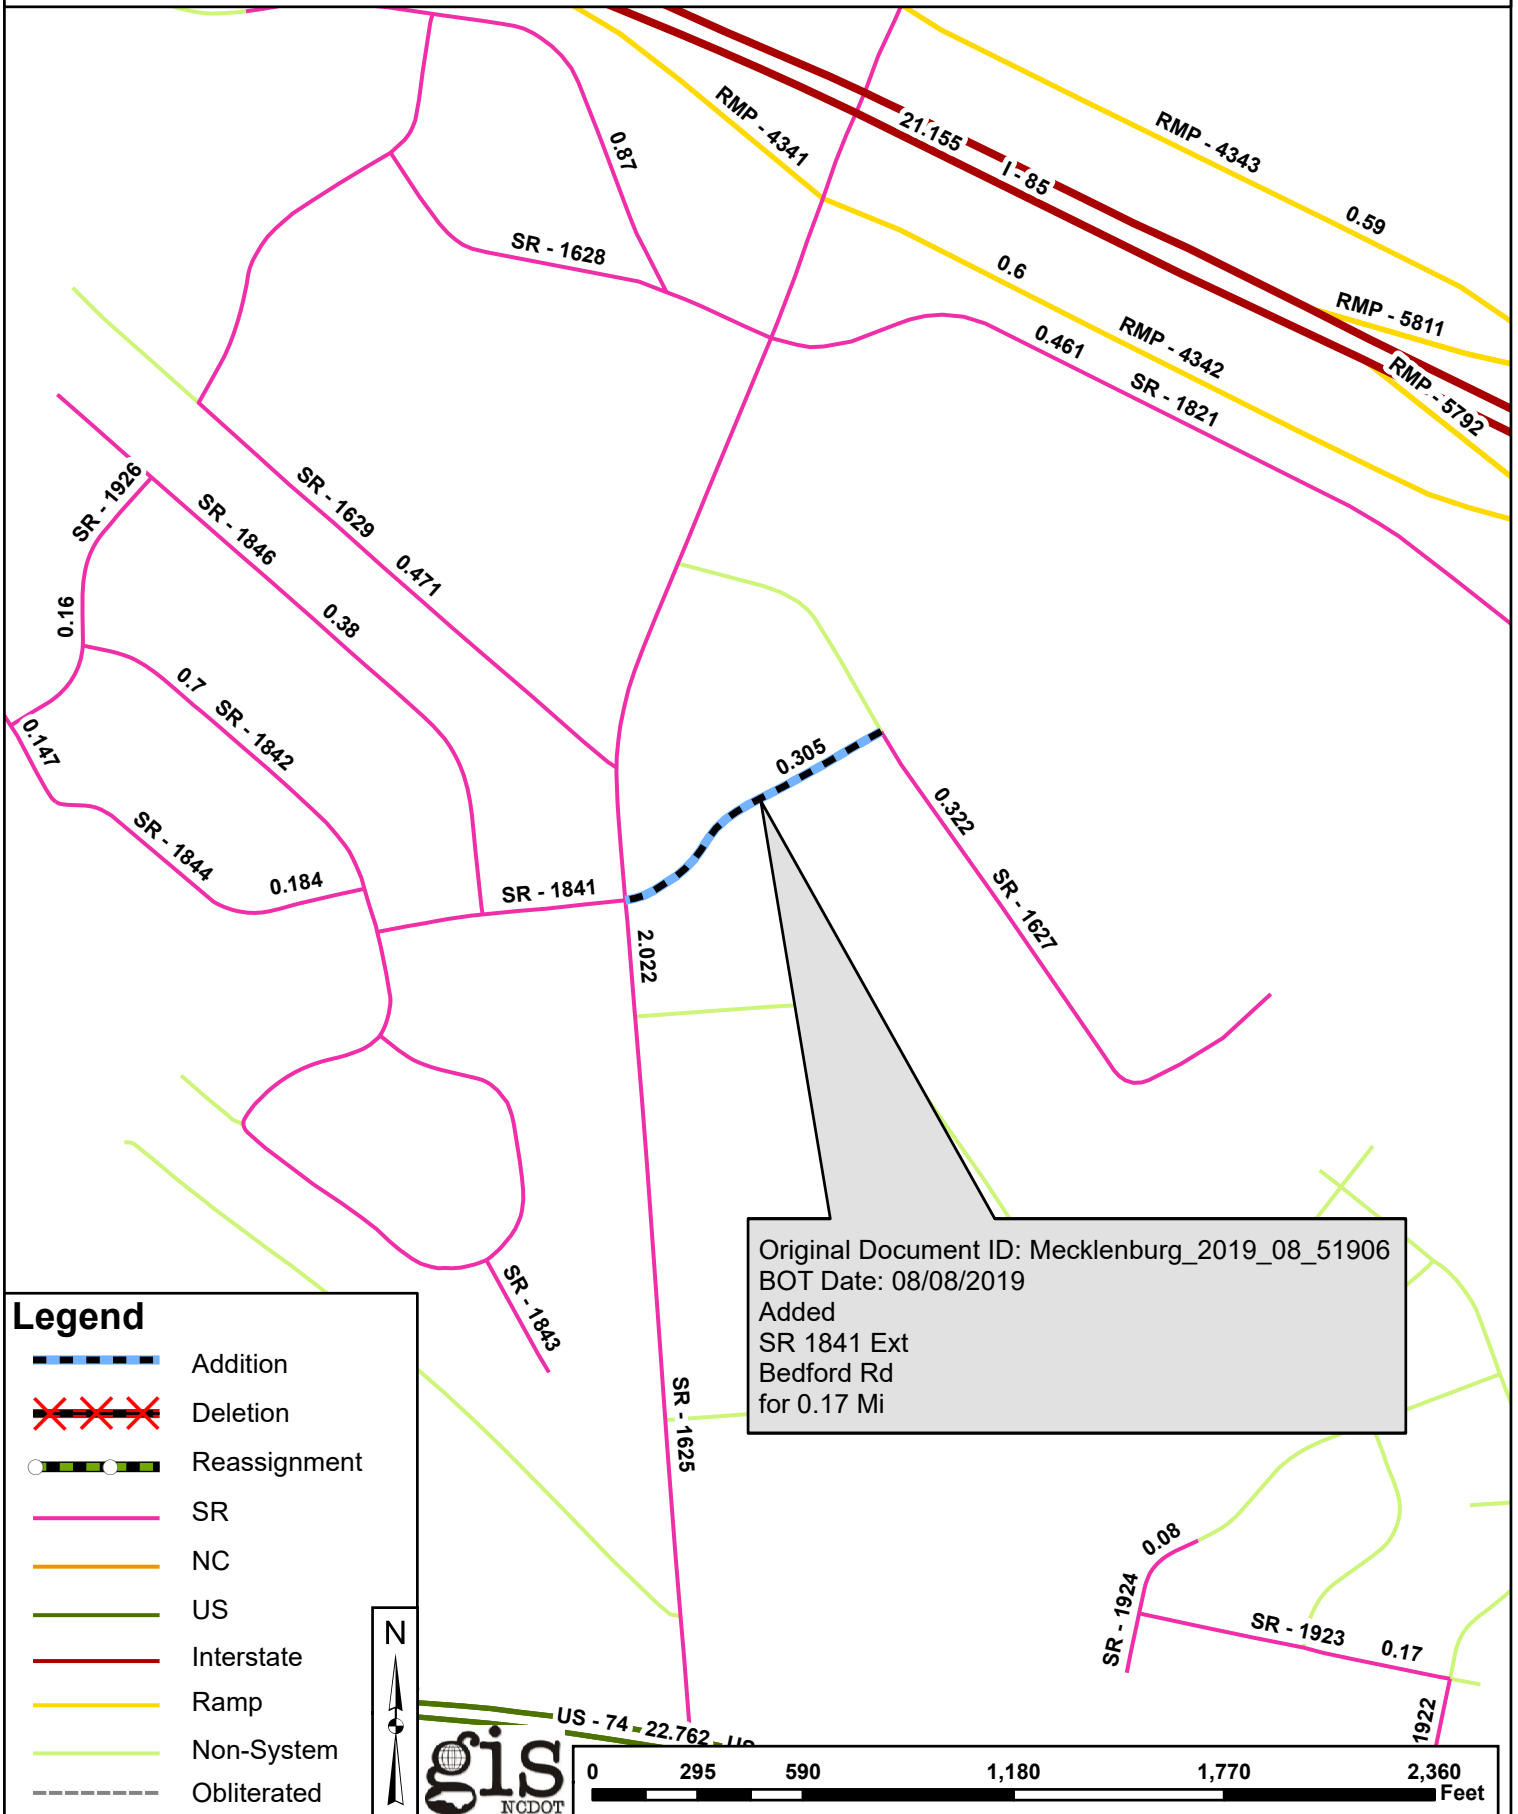 RMP - 4341
0.87
21.155
I - 85
RMP - 4343
0.59
SR - 1628
0.6
RMP - 5811
0.461
RMP - 4342
SR - 1821
RMP - 5792
SR - 1926
SR - 1629
SR - 1846
0.471
0.16
0.38
0.7
SR - 1842
0.147
0.305
0.322
SR - 1844
0.184
SR - 1841
SR - 1627
2.022
Original Document ID: Mecklenburg_2019_08_51906
BOT Date: 08/08/2019
Added
SR 1841 Ext
Bedford Rd
for 0.17 Mi
SR - 1843
SR - 1625
0.08
SR - 1924
SR - 1923
0.17
1922
US - 74
22.762
US
Legend
Addition
Deletion
Reassignment
SR
NC
US
Interstate
Ramp
Non-System
Obliterated
N
gis
NCDOT
0 295 590 1,180 1,770 2,360
Feet